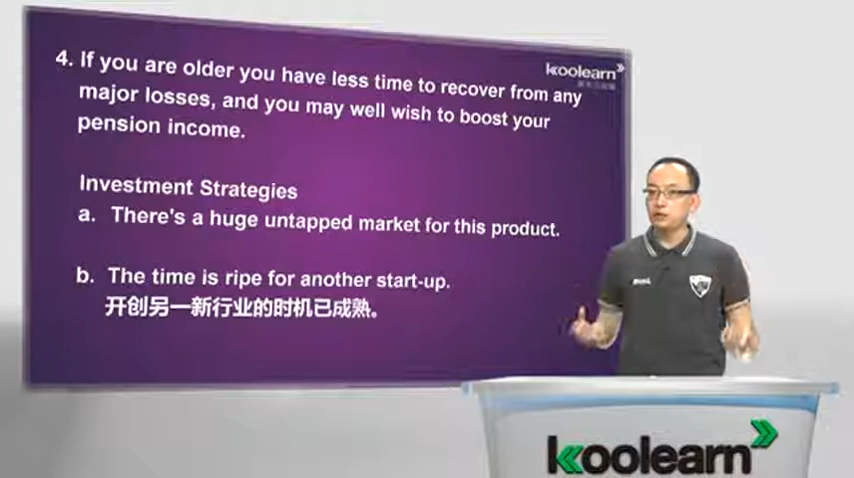 4. If you are older you have less time to recover from any
major losses, and you may well wish to boost your
pension income.
Investment Strategies
a. There's a huge untapped market for this product.
b. The time is ripe for another start-up.
开创另一新行业的时机已成熟。
koolearn
koolearn